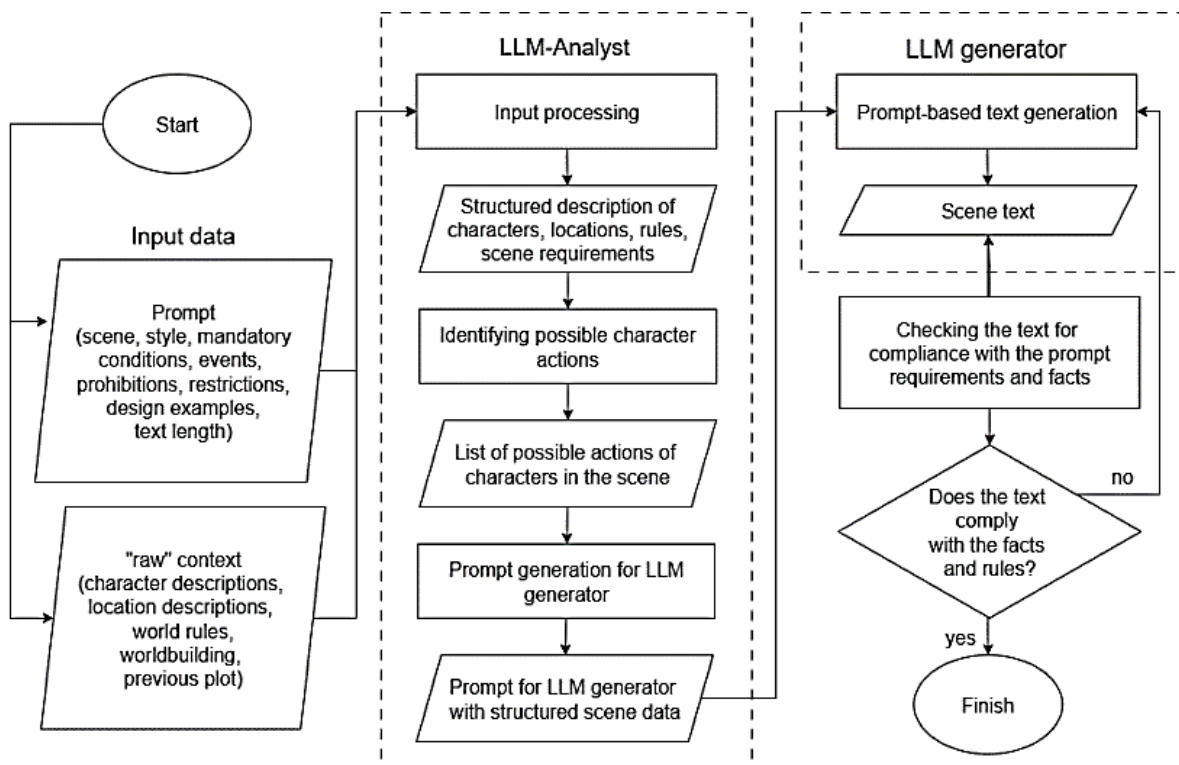 Start
Input data
Prompt
(scene, style, mandatory
conditions, events,
prohibitions, restrictions,
design examples,
text length)
"raw" context
(character descriptions,
location descriptions,
world rules,
worldbuilding,
previous plot)
LLM-Analyst
Input processing
Structured description of
characters, locations, rules,
scene requirements
Identifying possible character
actions
List of possible actions of
characters in the scene
Prompt generation for LLM
generator
Prompt for LLM generator
with structured scene data
LLM generator
Prompt-based text generation
Scene text
Checking the text for
compliance with the prompt
requirements and facts
Does the text
comply
with the facts
and rules?
no
yes
Finish